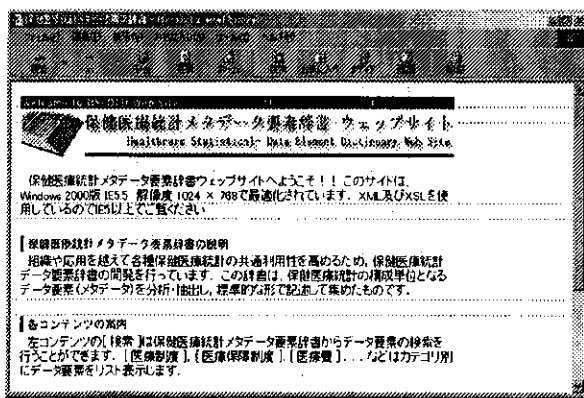 保健医療統計メタデータ要素辞書 ウェブサイト
Healthcare Statistical Data Element Dictionary Web Site
保健医療統計メタデータ要素辞書ウェッブサイトへようこそ！！このサイトは、
Windows 2000版 IE5.5 解像度 1024 × 768で最適化されています. XML及びXSLを使
用しているのでIE5以上でご覧ください
保健医療統計メタデータ要素辞書の説明
組織や応用を越えて各種保健医療統計の共通利用性を高めるため, 保健医療統計
データ要素辞書の開発を行っています. この辞書は, 保健医療統計の構成単位となる
データ要素(メタデータ)を分析・抽出し, 標準的な形で記述して集めたものです.
各コンテンツの案内
左コンテンツの[ 検索 ]は保健医療統計メタデータ要素辞書からデータ要素の検索を
行うことができます. [ 医療制度 ], [ 医療保障制度 ], [ 医療費 ] . . . などはカテゴリ別
にデータ要素をリスト表示します.